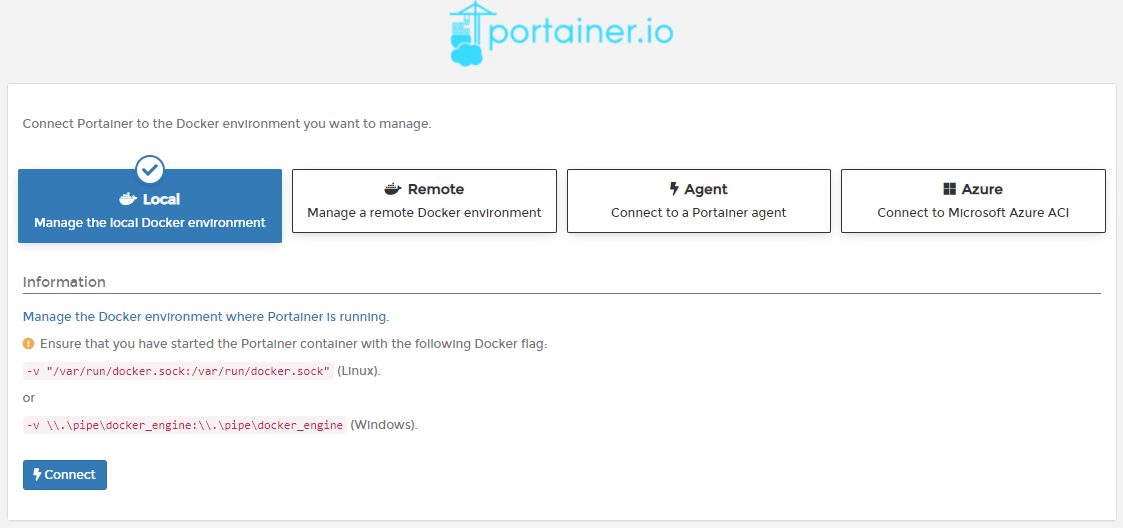 portainer.io
Connect Portainer to the Docker environment you want to manage.
Local
Manage the local Docker environment
Remote
Manage a remote Docker environment
Agent
Connect to a Portainer agent
Azure
Connect to Microsoft Azure ACI
Information
Manage the Docker environment where Portainer is running.
Ensure that you have started the Portainer container with the following Docker flag:
-v "/var/run/docker.sock:/var/run/docker.sock" (Linux).
or
-v \\.\pipe\docker_engine:\\.\pipe\docker_engine (Windows).
Connect